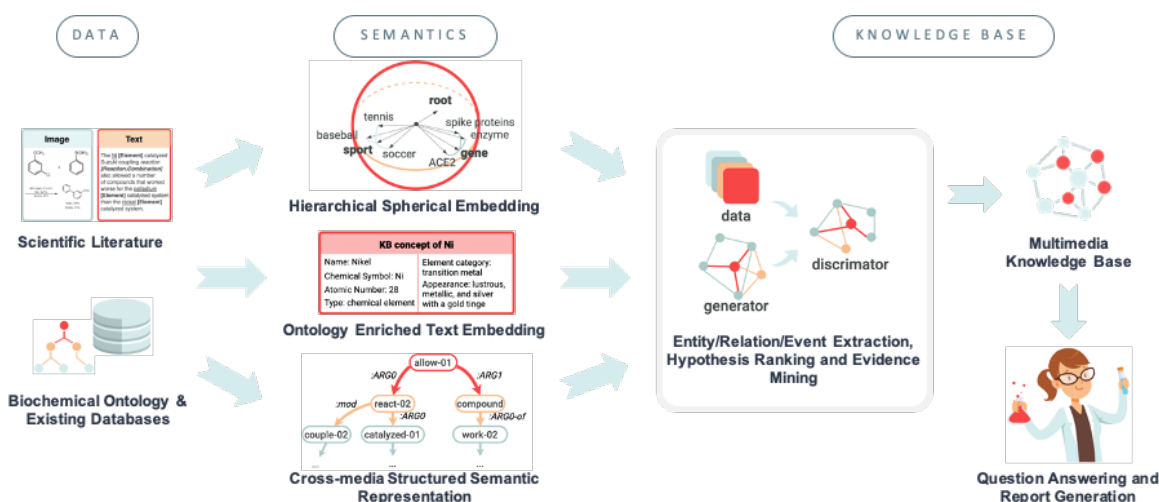 DATA
SEMANTICS
KNOWLEDGE BASE
Image
Text
The Ni [Element] catalyzed
Suzuki coupling reaction
[Reaction.Combination]
also allowed a number
of compounds that worked
worse for the palladium
[Element] catalyzed system
than the nickel [Element]
catalyzed system.
Scientific Literature
Biochemical Ontology &
Existing Databases
root
tennis
spike proteins
baseball
enzyme
sport
soccer
gene
ACE2
Hierarchical Spherical Embedding
KB concept of Ni
Name: Nikel
Chemical Symbol: Ni
Atomic Number: 28
Type: chemical element
Element category:
transition metal
Appearance: lustrous,
metallic, and silver
with a gold tinge
Ontology Enriched Text Embedding
allow-01
:ARG0
:ARG1
:mod
react-02
compound
:ARG0
:ARG0-of
couple-02
catalyzed-01
work-02
...
...
...
Cross-media Structured Semantic
Representation
data
generator
discrimator
Entity/Relation/Event Extraction,
Hypothesis Ranking and Evidence
Mining
Multimedia
Knowledge Base
Question Answering and
Report Generation